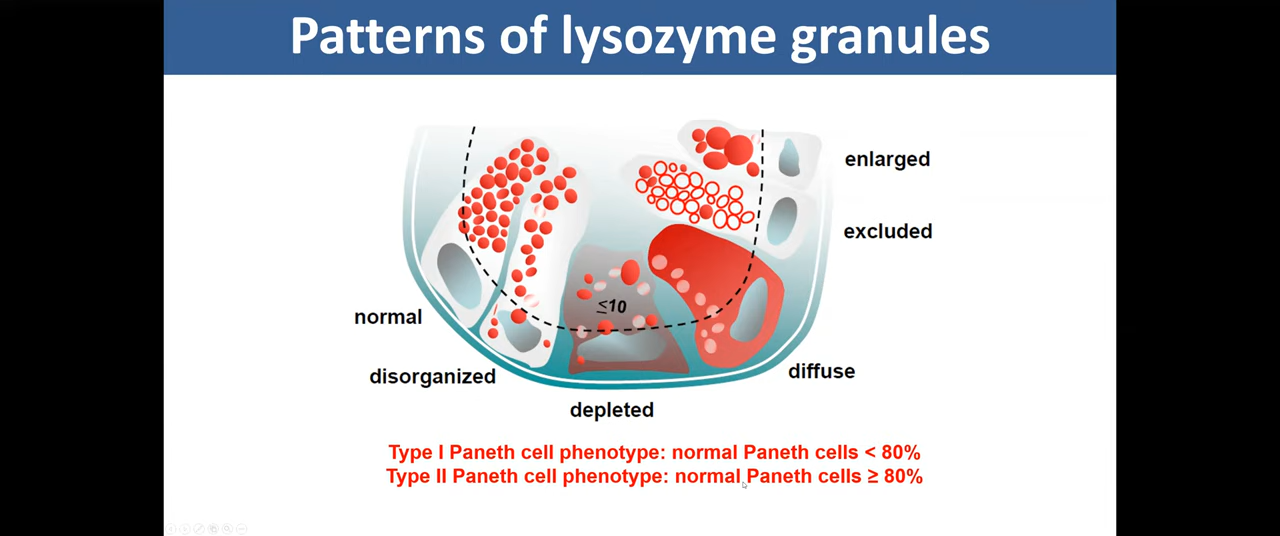 Patterns of lysozyme granules
enlarged
excluded
≤10
normal
diffuse
disorganized
depleted
Type I Paneth cell phenotype: normal Paneth cells < 80%
Type II Paneth cell phenotype: normal Paneth cells ≥ 80%